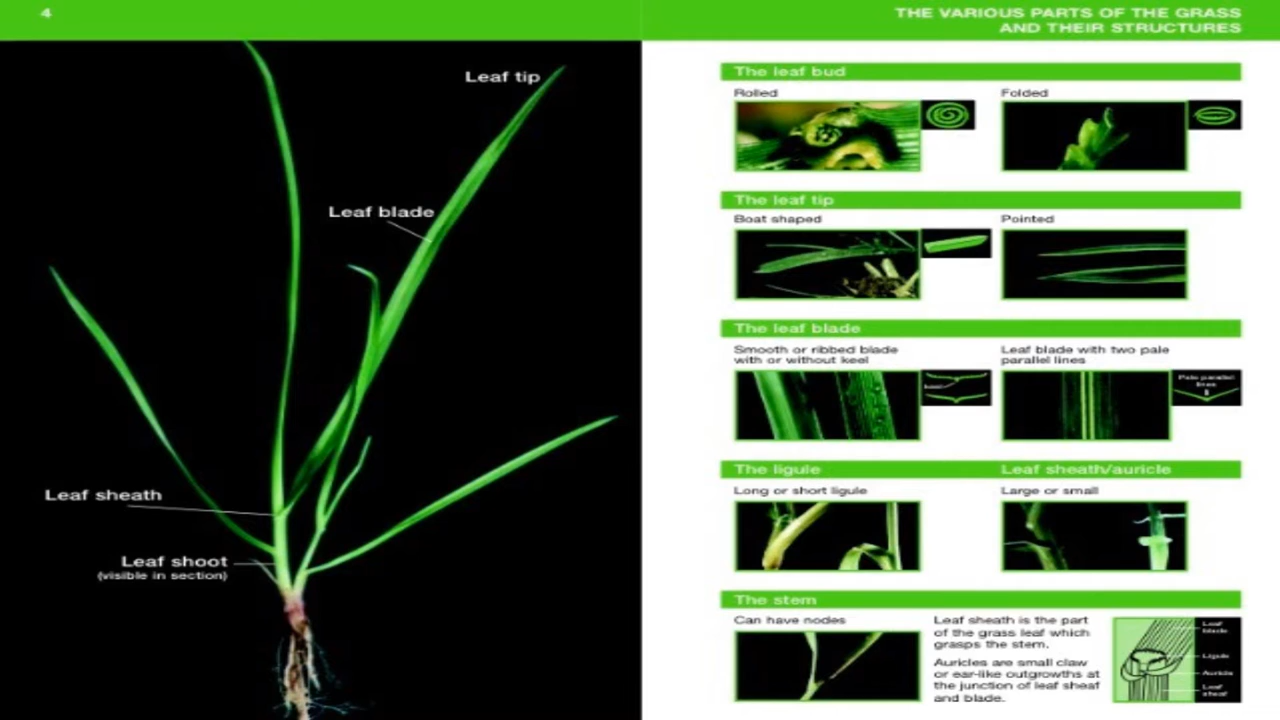 4
THE VARIOUS PARTS OF THE GRASS
AND THEIR STRUCTURES
Leaf tip
Leaf blade
Leaf sheath
Leaf shoot
(visible in section)
The leaf bud
Rolled
Folded
The leaf tip
Boat shaped
Pointed
The leaf blade
Smooth or ribbed blade
with or without keel
Leaf blade with two pale
parallel lines
keel
Pale parallel
lines
The ligule
Leaf sheath/auricle
Long or short ligule
Large or small
The stem
Can have nodes
Leaf sheath is the part
of the grass leaf which
grasps the stem.
Auricles are small claw
or ear-like outgrowths at
the junction of leaf sheaf
and blade.
Leaf
blade
Ligule
Auricle
Leaf
sheaf